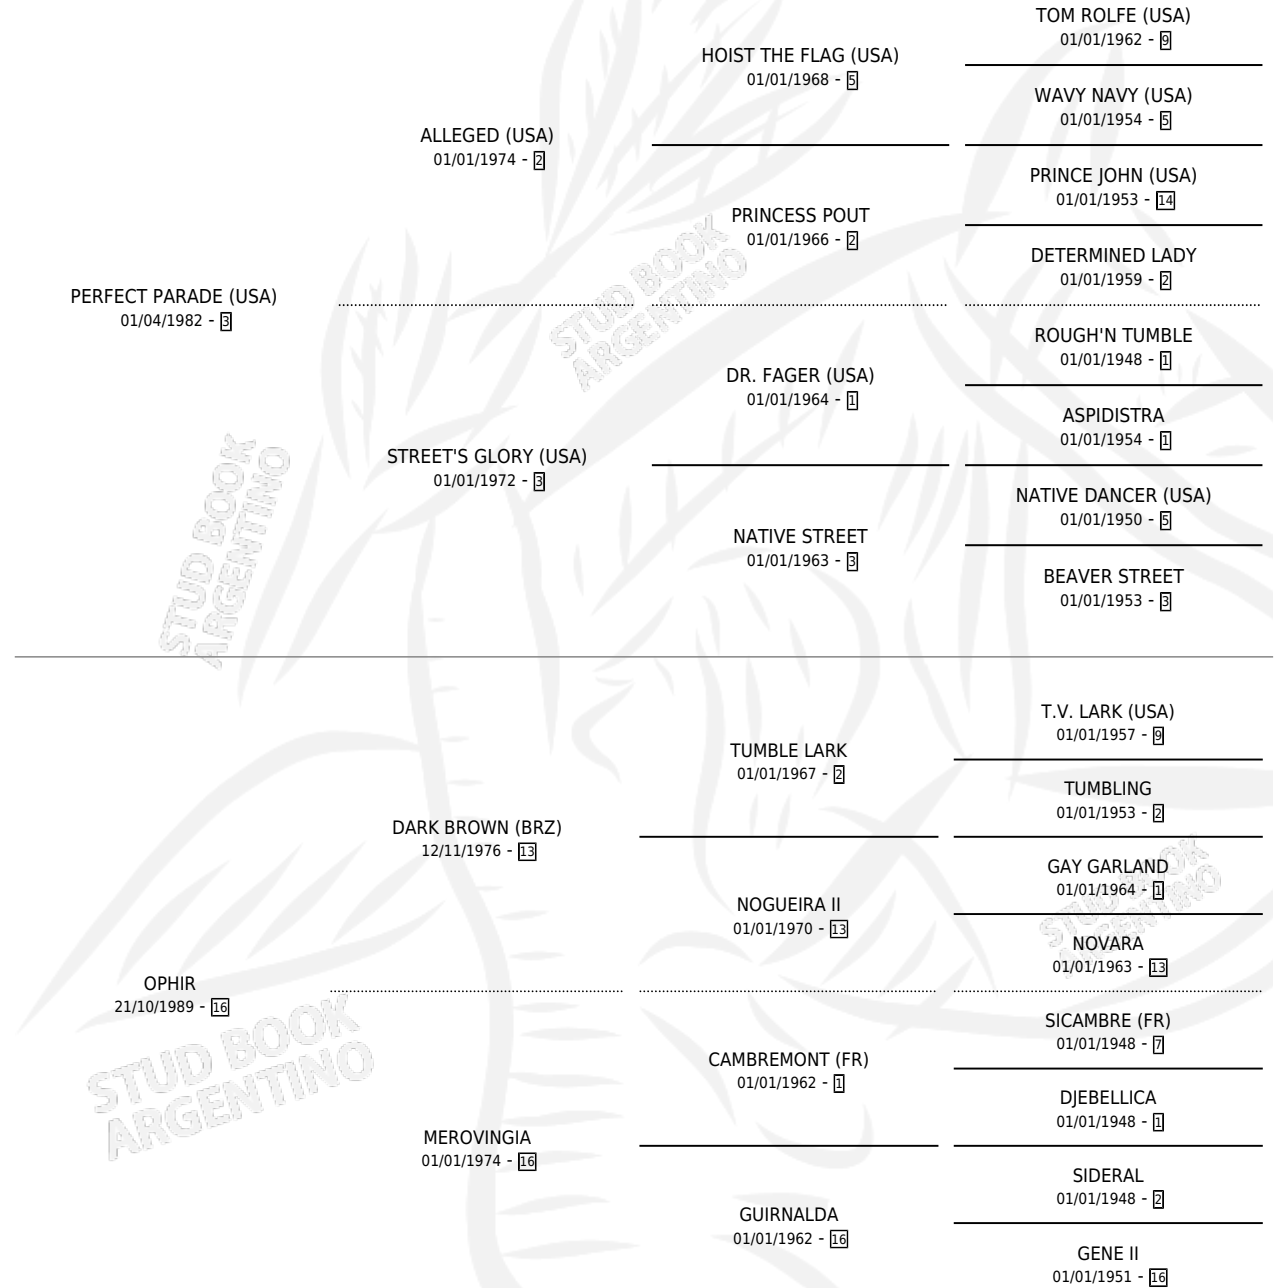 TOM ROLFE (USA)
01/01/1962 - 9
HOIST THE FLAG (USA)
01/01/1968 - 5
WAVY NAVY (USA)
01/01/1954 - 5
ALLEGED (USA)
01/01/1974 - 2
PRINCE JOHN (USA)
01/01/1953 - 14
PRINCESS POUT
01/01/1966 - 2
DETERMINED LADY
01/01/1959 - 2
PERFECT PARADE (USA)
01/04/1982 - 3
ROUGH'N TUMBLE
01/01/1948 - 1
DR. FAGER (USA)
01/01/1964 - 1
ASPIDISTRA
01/01/1954 - 1
STREET'S GLORY (USA)
01/01/1972 - 3
NATIVE DANCER (USA)
01/01/1950 - 5
NATIVE STREET
01/01/1963 - 3
BEAVER STREET
01/01/1953 - 3
STUD BOOK
ARGENTINO
STUD BOOK
ARGENTINO
T.V. LARK (USA)
01/01/1957 - 9
TUMBLE LARK
01/01/1967 - 2
TUMBLING
01/01/1953 - 2
DARK BROWN (BRZ)
12/11/1976 - 13
GAY GARLAND
01/01/1964 - 1
NOGUEIRA II
01/01/1970 - 13
NOVARA
01/01/1963 - 13
STUD BOOK
ARGENTINO
OPHIR
21/10/1989 - 16
SICAMBRE (FR)
01/01/1948 - 7
CAMBREMONT (FR)
01/01/1962 - 1
DJEBELLICA
01/01/1948 - 1
MEROVINGIA
01/01/1974 - 16
SIDERAL
01/01/1948 - 2
GUIRNALDA
01/01/1962 - 16
GENE II
01/01/1951 - 16
STUD BOOK
ARGENTINO